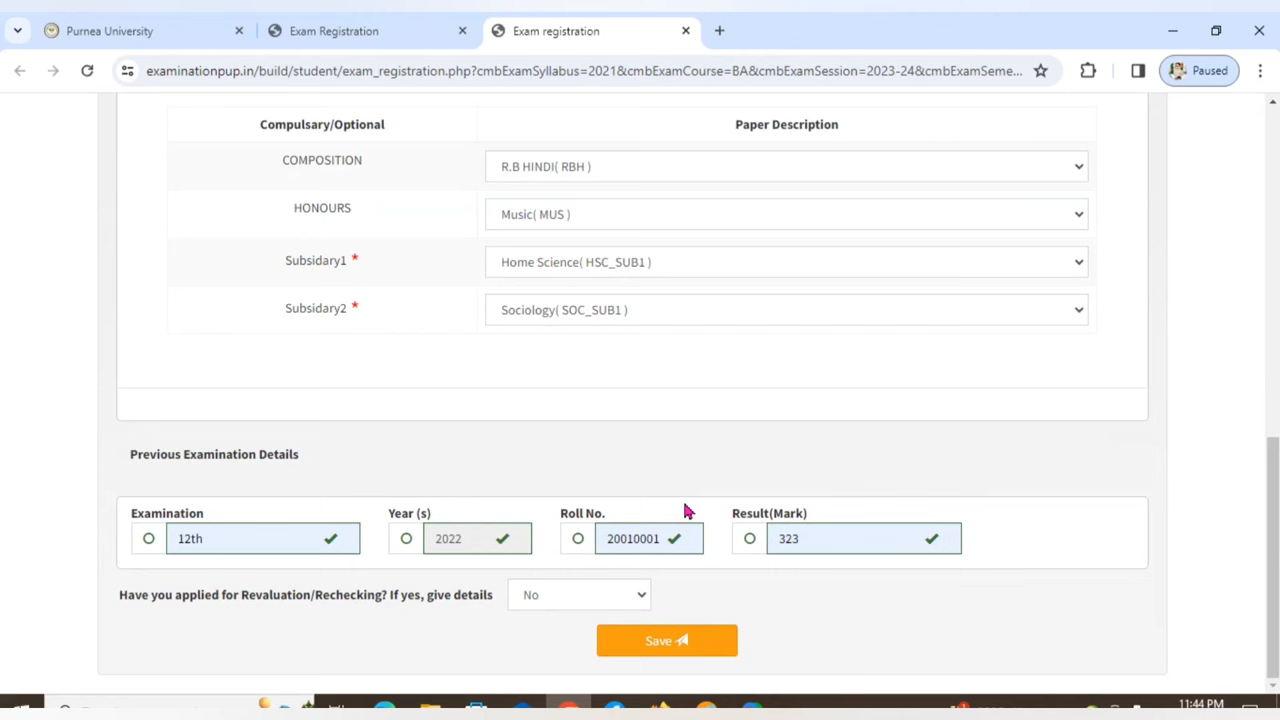 Purnea University
Exam Registration
Exam registration
examinationpup.in/build/student/exam_registration.php?cmbExamSyllabus=2021&cmbExamCourse=BA&cmbExamSession=2023-24&cmbExamSeme...
Paused
Compulsary/Optional Paper Description
COMPOSITION R.B HINDI( RBH )
HONOURS Music( MUS )
Subsidary1 * Home Science( HSC_SUB1 )
Subsidary2 * Sociology( SOC_SUB1 )
Previous Examination Details
Examination Year (s) Roll No. Result(Mark)
12th 2022 20010001 323
Have you applied for Revaluation/Rechecking? If yes, give details No
Save
11:44 PM